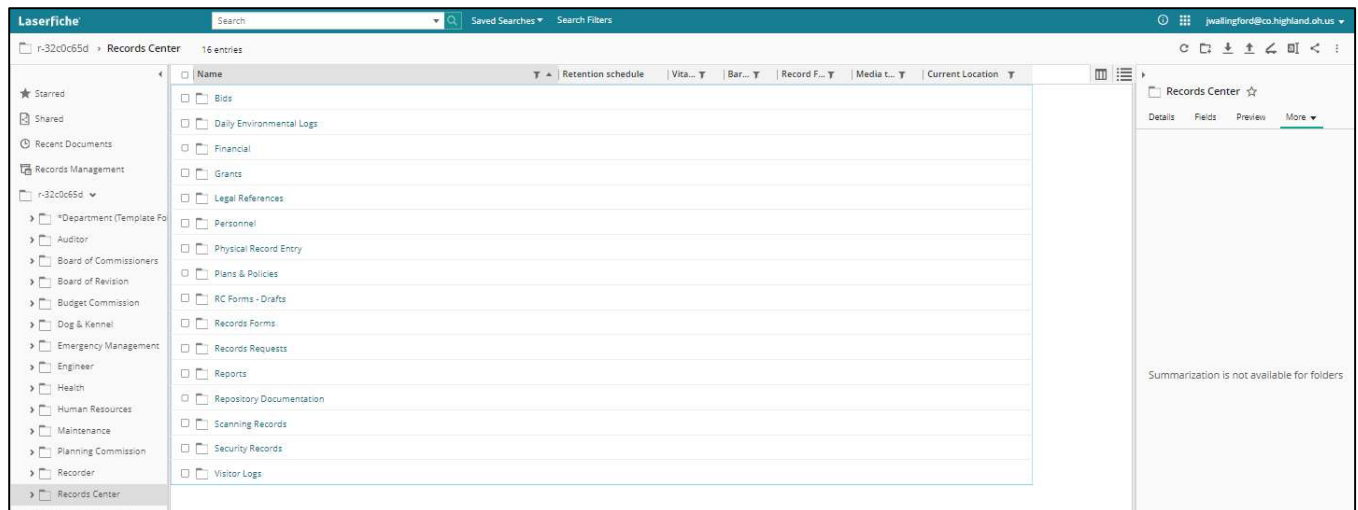 Laserfiche
Search
Saved Searches
Search Filters
jwallingford@co.highland.oh.us
r-32c0c65d > Records Center
16 entries
Name
Retention schedule
Vita...
Bar...
Record F...
Media t...
Current Location
Starred
Shared
Recent Documents
Records Management
r-32c0c65d
*Department (Template Fo
Auditor
Board of Commissioners
Board of Revision
Budget Commission
Dog & Kennel
Emergency Management
Engineer
Health
Human Resources
Maintenance
Planning Commission
Recorder
Records Center
Bids
Daily Environmental Logs
Financial
Grants
Legal References
Personnel
Physical Record Entry
Plans & Policies
RC Forms - Drafts
Records Forms
Records Requests
Reports
Repository Documentation
Scanning Records
Security Records
Visitor Logs
Records Center
Details
Fields
Preview
More
Summarization is not available for folders